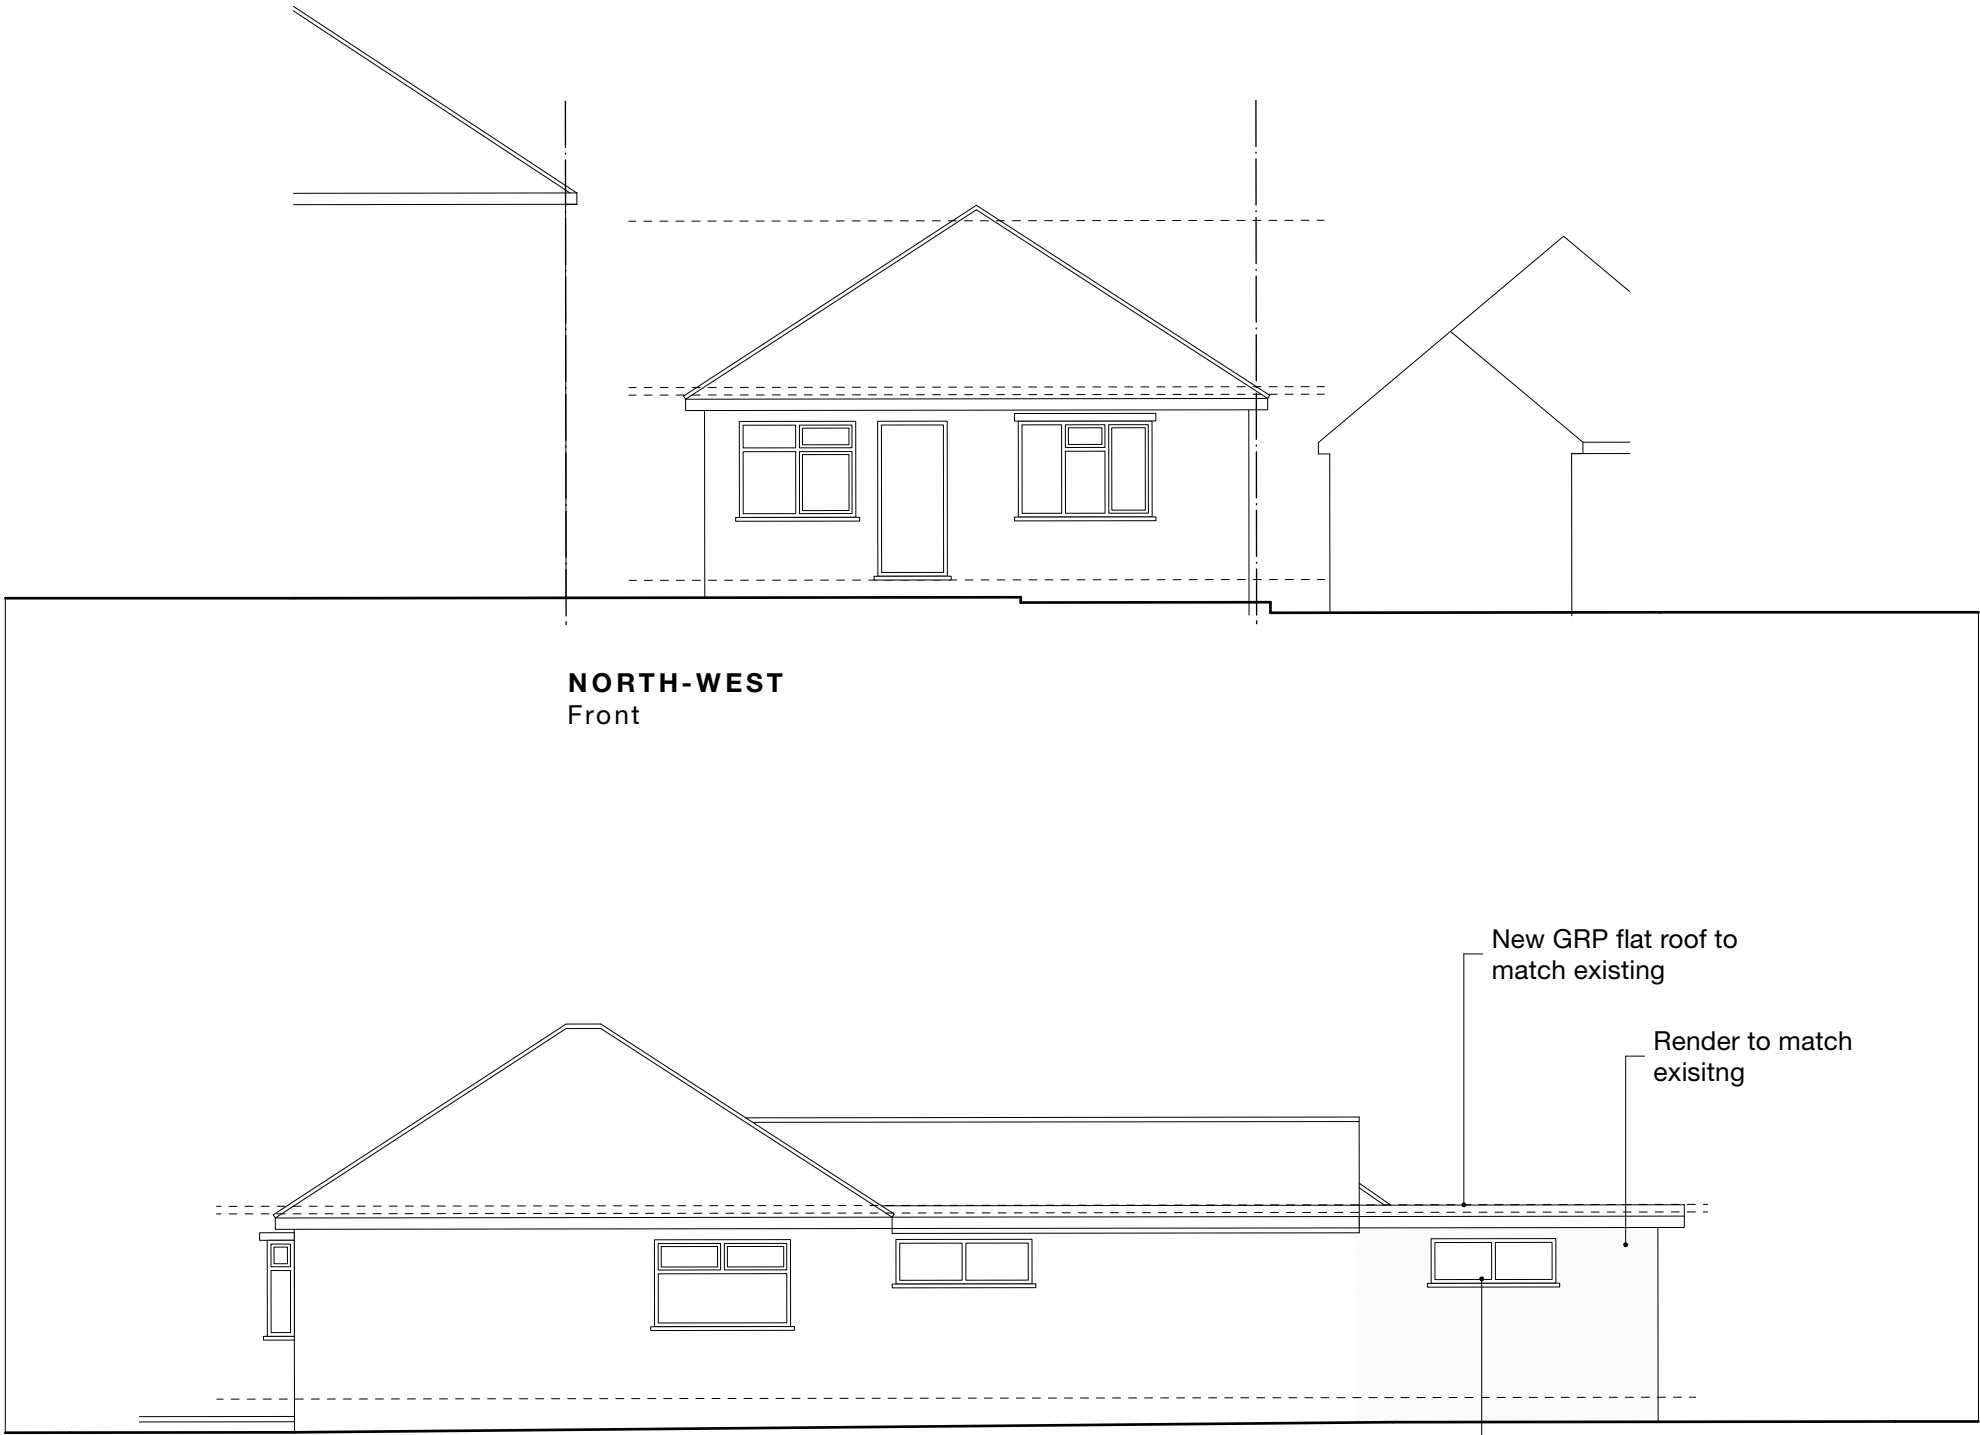 NORTH-WEST
Front
New GRP flat roof to
match existing
Render to match
exisitng